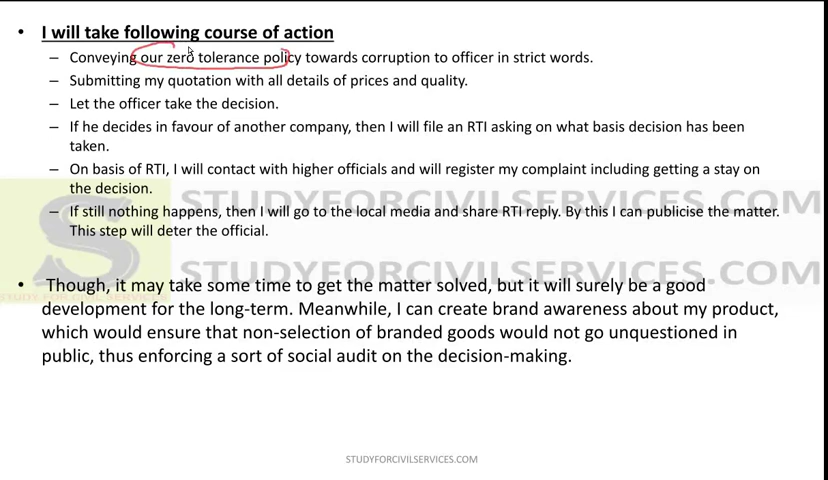 • I will take following course of action
– Conveying our zero tolerance policy towards corruption to officer in strict words.
– Submitting my quotation with all details of prices and quality.
– Let the officer take the decision.
– If he decides in favour of another company, then I will file an RTI asking on what basis decision has been
taken.
– On basis of RTI, I will contact with higher officials and will register my complaint including getting a stay on
the decision.
STUDYFORCIVILSERVICES.COM
– If still nothing happens, then I will go to the local media and share RTI reply. By this I can publicise the matter.
This step will deter the official.
S
STUDYFORCIVILSERVICES.COM
• Though, it may take some time to get the matter solved, but it will surely be a good
STUDY FOR CIVIL SERVICES
development for the long-term. Meanwhile, I can create brand awareness about my product,
which would ensure that non-selection of branded goods would not go unquestioned in
public, thus enforcing a sort of social audit on the decision-making.
STUDYFORCIVILSERVICES.COM